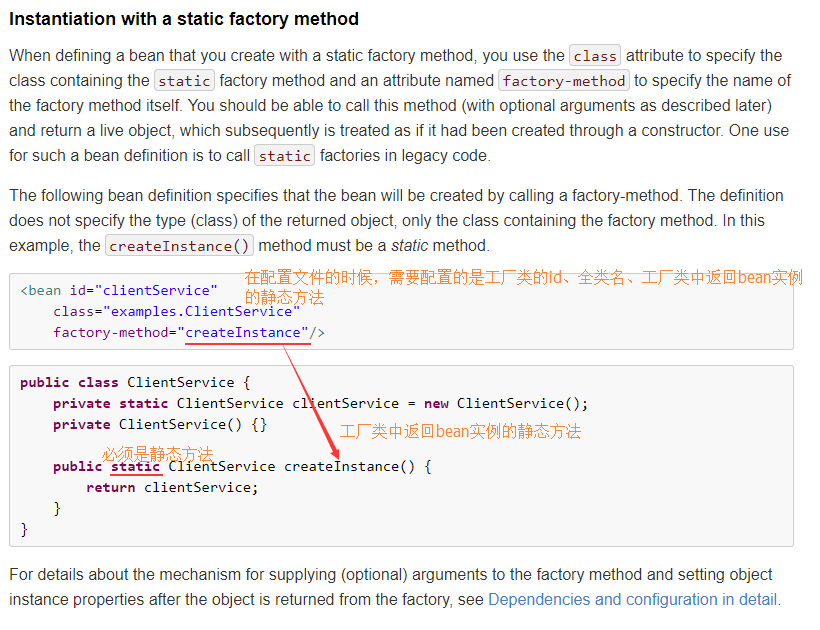 Instantiation with a static factory method
When defining a bean that you create with a static factory method, you use the class attribute to specify the
class containing the static factory method and an attribute named factory-method to specify the name of
the factory method itself. You should be able to call this method (with optional arguments as described later)
and return a live object, which subsequently is treated as if it had been created through a constructor. One use
for such a bean definition is to call static factories in legacy code.
The following bean definition specifies that the bean will be created by calling a factory-method. The definition
does not specify the type (class) of the returned object, only the class containing the factory method. In this
example, the createInstance() method must be a static method.
在配置文件的时候，需要配置的是工厂类的id、全类名、工厂类中返回bean实例
的静态方法
<bean id="clientService"
    class="examples.ClientService"
    factory-method="createInstance"/>
public class ClientService {
    private static ClientService clientService = new ClientService();
    private ClientService() {}
工厂类中返回bean实例的静态方法
必须是静态方法
    public static ClientService createInstance() {
        return clientService;
    }
}
For details about the mechanism for supplying (optional) arguments to the factory method and setting object
instance properties after the object is returned from the factory, see Dependencies and configuration in detail.